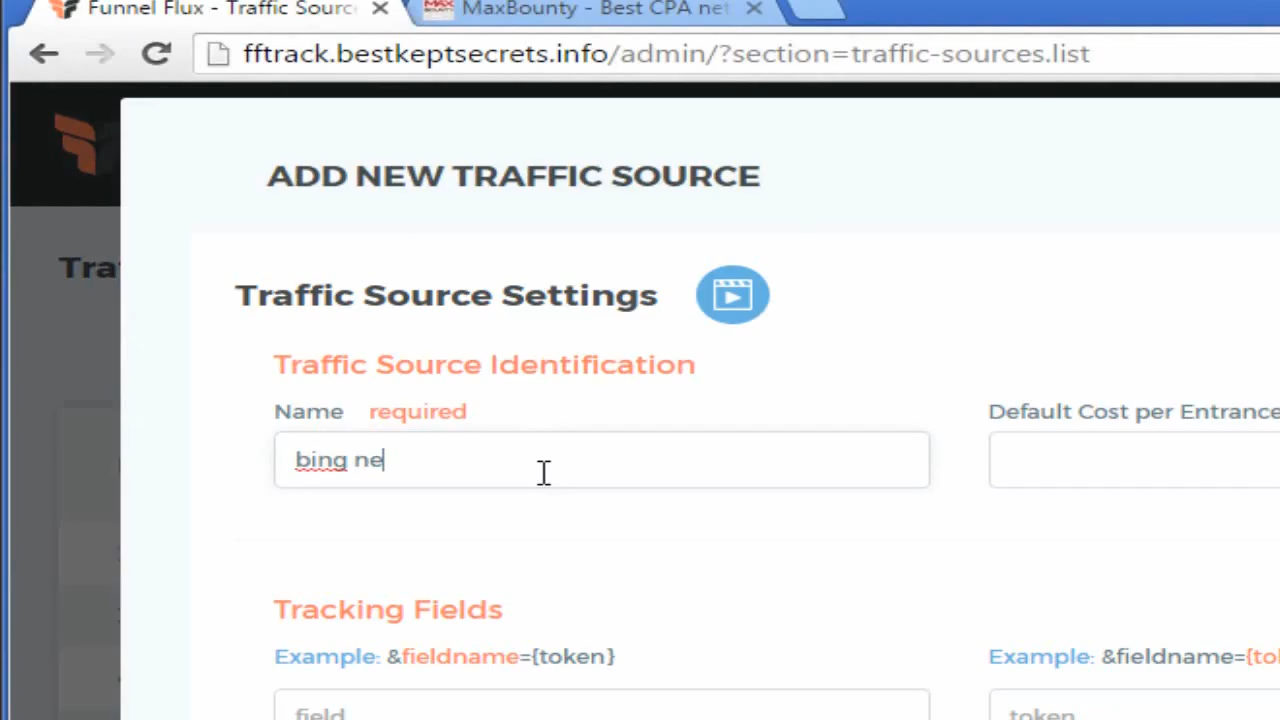 Funnel Flux - Traffic Sourc
MaxBounty - Best CPA net
fftrack.bestkeptsecrets.info/admin/?section=traffic-sources.list
ADD NEW TRAFFIC SOURCE
Tra
Traffic Source Settings
Traffic Source Identification
Name required
Default Cost per Entrance
bing ne
Tracking Fields
Example: &fieldname={token}
Example: &fieldname={tol
field
token